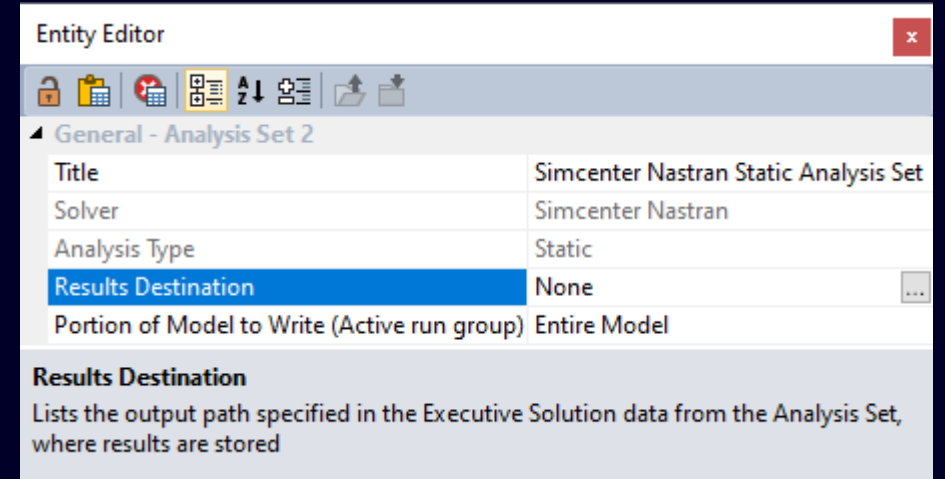 Entity Editor
General - Analysis Set 2
Title Simcenter Nastran Static Analysis Set
Solver Simcenter Nastran
Analysis Type Static
Results Destination None ...
Portion of Model to Write (Active run group) Entire Model
Results Destination
Lists the output path specified in the Executive Solution data from the Analysis Set,
where results are stored